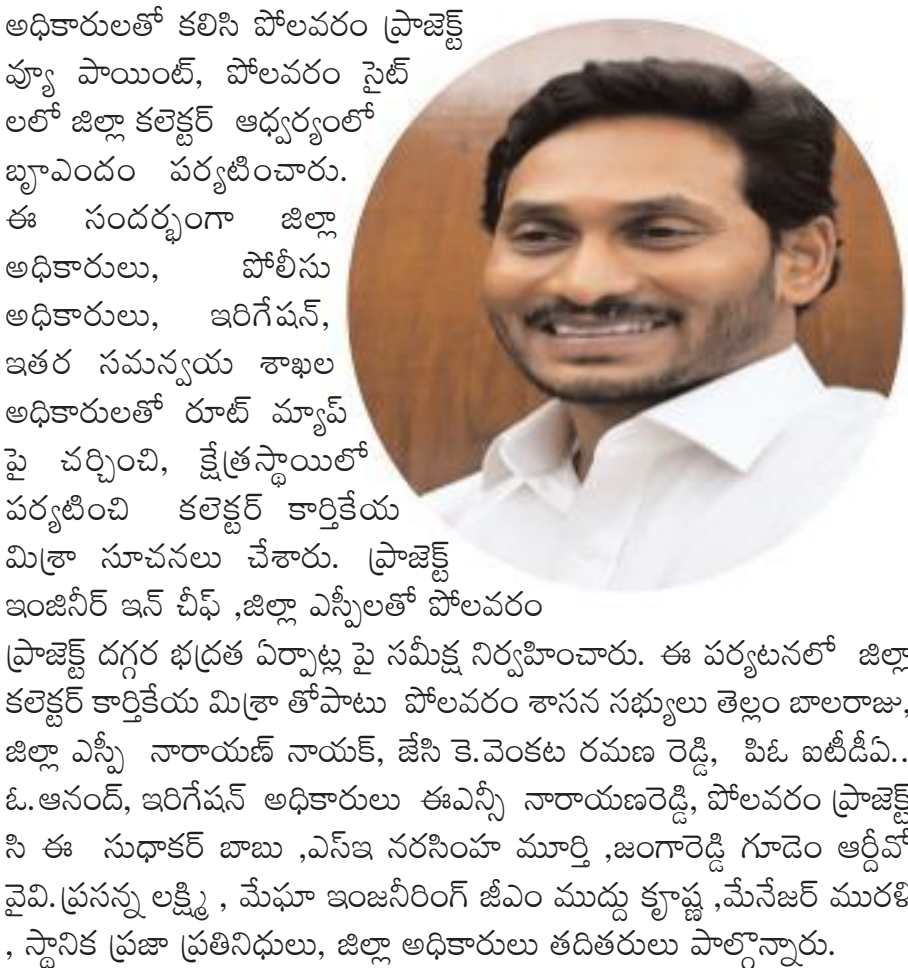 అధికారులతో కలిసి పోలవరం ప్రాజెక్ట్
వ్యూ పాయింట్, పోలవరం సైట్
లలో జిల్లా కలెక్టర్ ఆధ్వర్యంలో
బృాఎందం పర్యటించారు.
ఈ సందర్భంగా జిల్లా
అధికారులు, పోలీసు
అధికారులు, ఇరిగేషన్,
ఇతర సమన్వయ శాఖల
అధికారులతో రూట్ మ్యాప్
పై చర్చించి, క్షేత్రస్థాయిలో
పర్యటించి కలెక్టర్ కార్తికేయ
మిశ్రా సూచనలు చేశారు. ప్రాజెక్ట్
ఇంజినీర్ ఇన్ చీఫ్ ,జిల్లా ఎస్పీలతో పోలవరం
ప్రాజెక్ట్ దగ్గర భద్రత ఏర్పాట్ల పై సమీక్ష నిర్వహించారు. ఈ పర్యటనలో జిల్లా
కలెక్టర్ కార్తికేయ మిశ్రా తోపాటు పోలవరం శాసన సభ్యులు తెల్లం బాలరాజు,
జిల్లా ఎస్పీ నారాయణ్ నాయక్, జేసి కె.వెంకట రమణ రెడ్డి, పిఓ ఐటీడీఏ..
ఓ.ఆనంద్, ఇరిగేషన్ అధికారులు ఈఎన్సీ నారాయణరెడ్డి, పోలవరం ప్రాజెక్ట్
సి ఈ సుధాకర్ బాబు ,ఎస్ఇ నరసింహ మూర్తి ,జంగారెడ్డి గూడెం ఆర్డీవో
వైవి.ప్రసన్న లక్ష్మి , మేఘా ఇంజనీరింగ్ జీఎం ముద్దు కృాష్ణ ,మేనేజర్ మురళి
, స్థానిక ప్రజా ప్రతినిధులు, జిల్లా అధికారులు తదితరులు పాల్గొన్నారు.